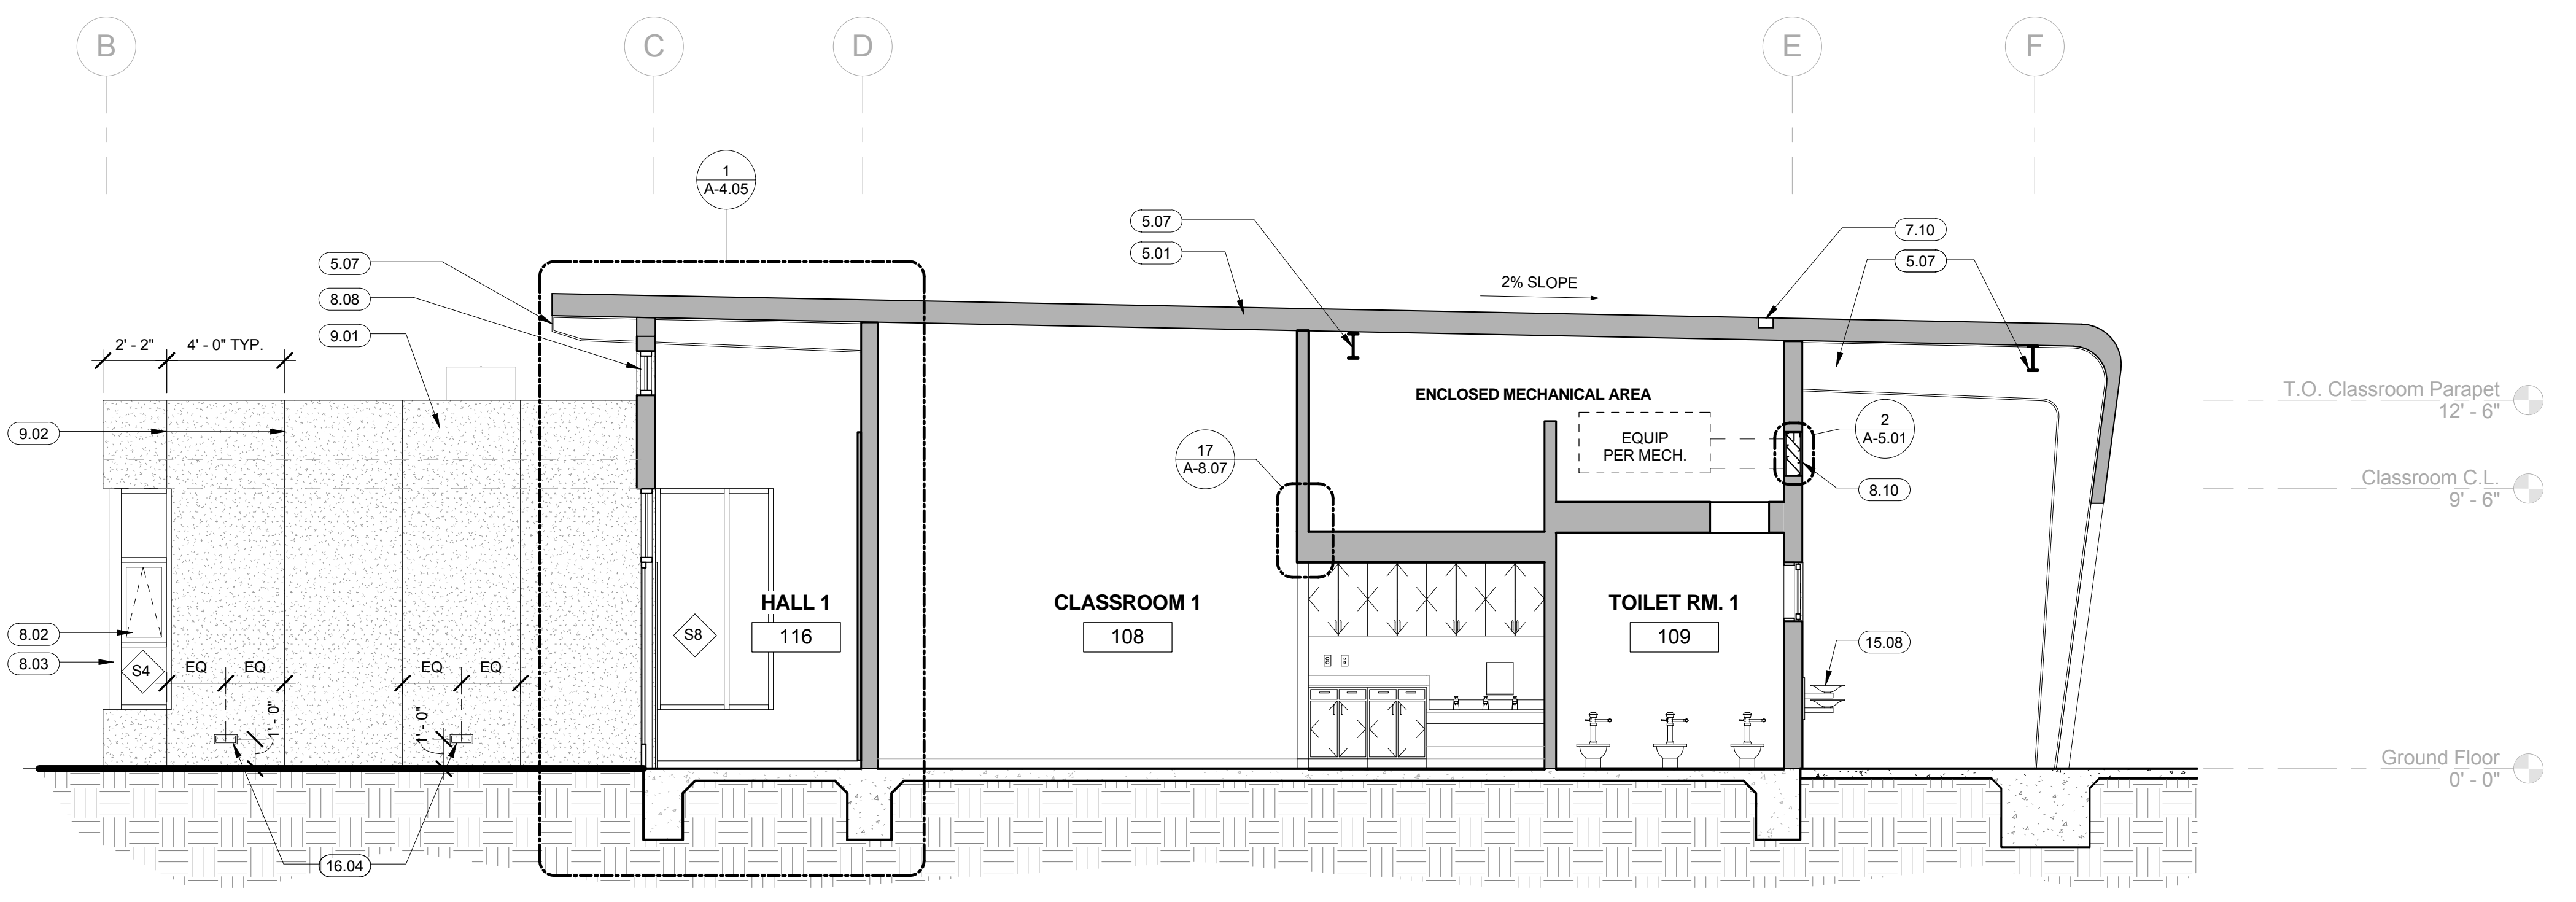 B
C
D
E
F
1
A-4.05
5.07
5.01
7.10
5.07
5.07
8.08
9.01
2% SLOPE
2' - 2"
4' - 0" TYP.
9.02
ENCLOSED MECHANICAL AREA
EQUIP
PER MECH.
17
A-8.07
2
A-5.01
8.10
T.O. Classroom Parapet
12' - 6"
Classroom C.L.
9' - 6"
HALL 1
116
CLASSROOM 1
108
TOILET RM. 1
109
S8
8.02
8.03
S4
EQ
EQ
EQ
EQ
1' - 0"
1' - 0"
15.08
Ground Floor
0' - 0"
16.04